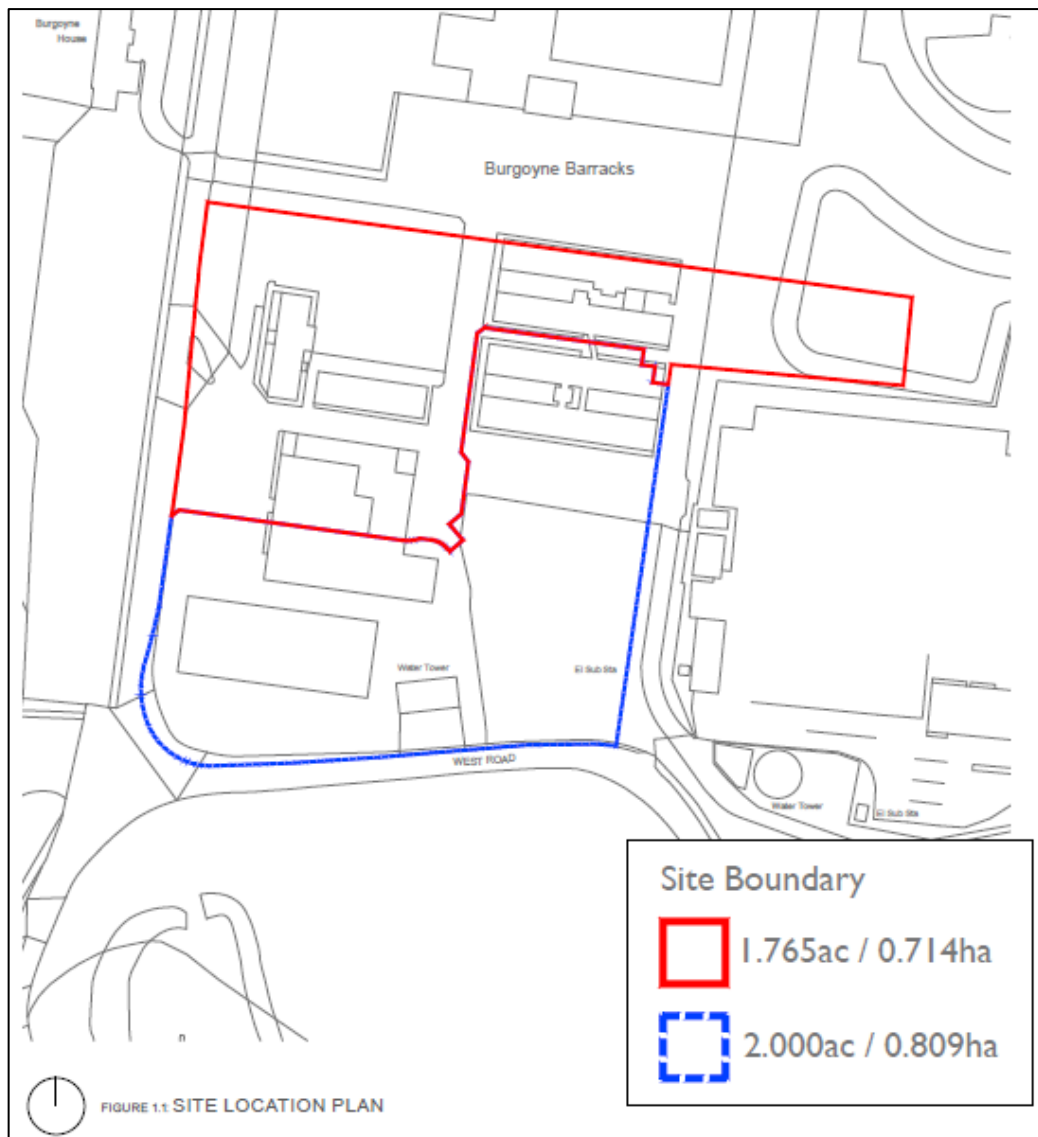 Burgoyne
House
Burgoyne Barracks
Water Tower
El Sub Sta
WEST ROAD
Water Tower
El Sub Sta
Site Boundary
1.765ac / 0.714ha
2.000ac / 0.809ha
FIGURE 1.1: SITE LOCATION PLAN